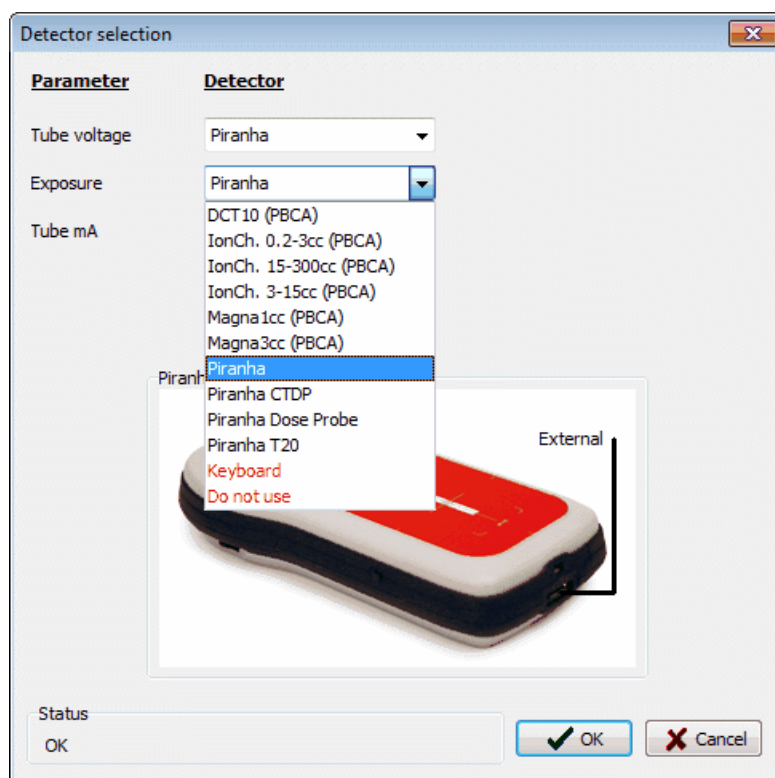 Detector selection
Parameter Detector
Tube voltage Piranha
Exposure Piranha
DCT10 (PBCA)
Tube mA
IonCh. 0.2-3cc (PBCA)
IonCh. 15-300cc (PBCA)
IonCh. 3-15cc (PBCA)
Magna1cc (PBCA)
Magna3cc (PBCA)
Piranha
Piranh
Piranha CTDP
Piranha Dose Probe
Piranha T20
External
Keyboard
Do not use
Status
OK
OK Cancel